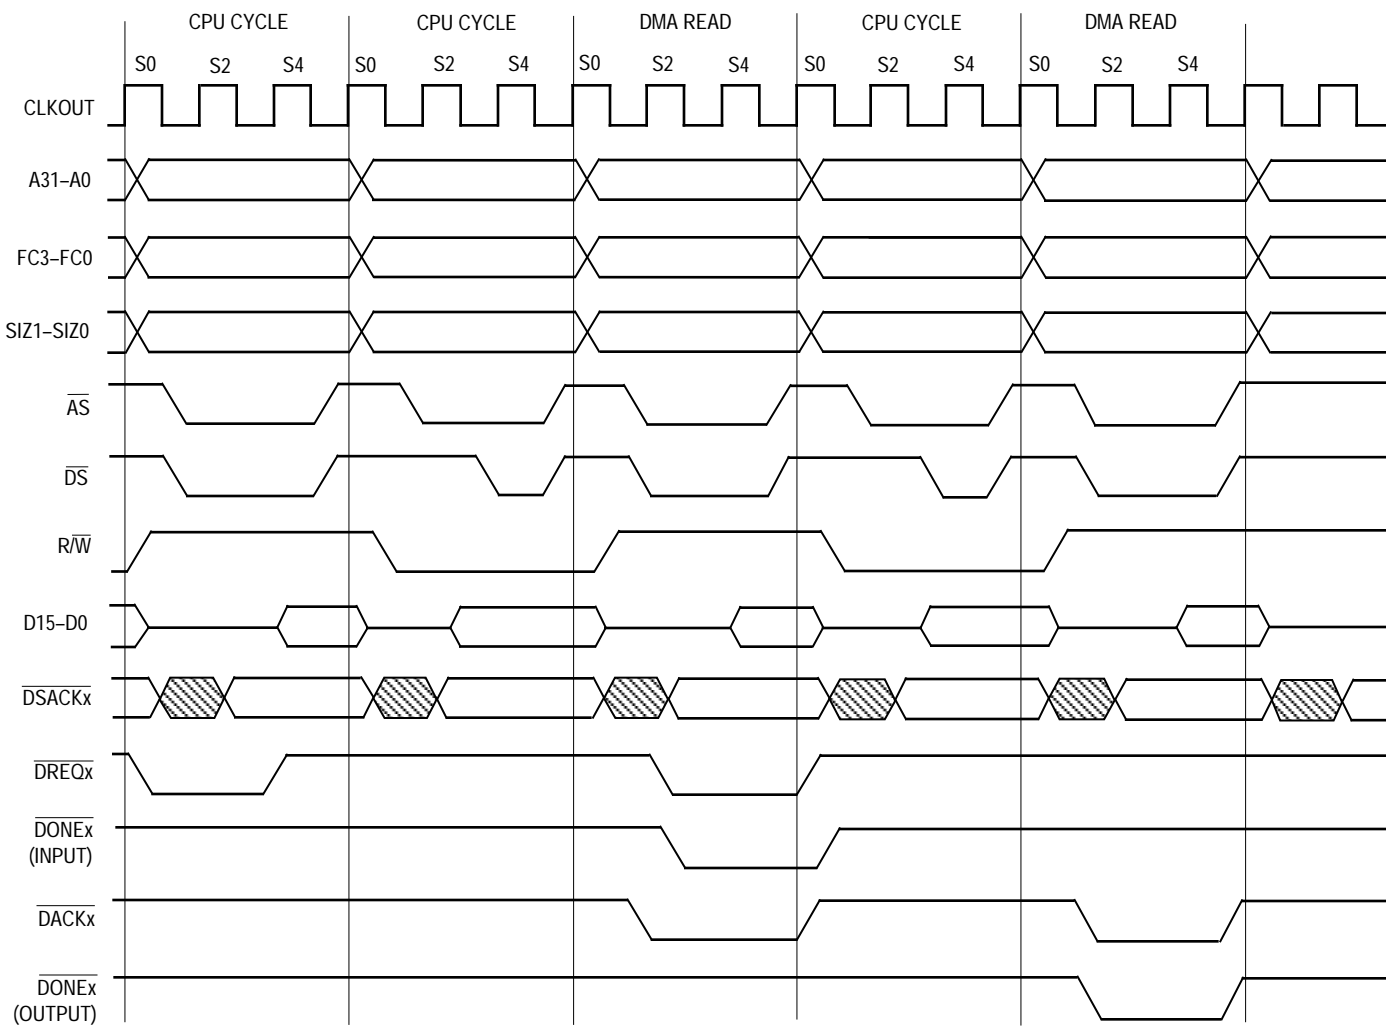 CPU CYCLE CPU CYCLE DMA READ CPU CYCLE DMA READ
S0 S2 S4 S0 S2 S4 S0 S2 S4 S0 S2 S4 S0 S2 S4
CLKOUT
A31–A0
FC3–FC0
SIZ1–SIZ0
AS
DS
R/W
D15–D0
DSACKx
DREQx
DONEx
(INPUT)
DACKx
DONEx
(OUTPUT)